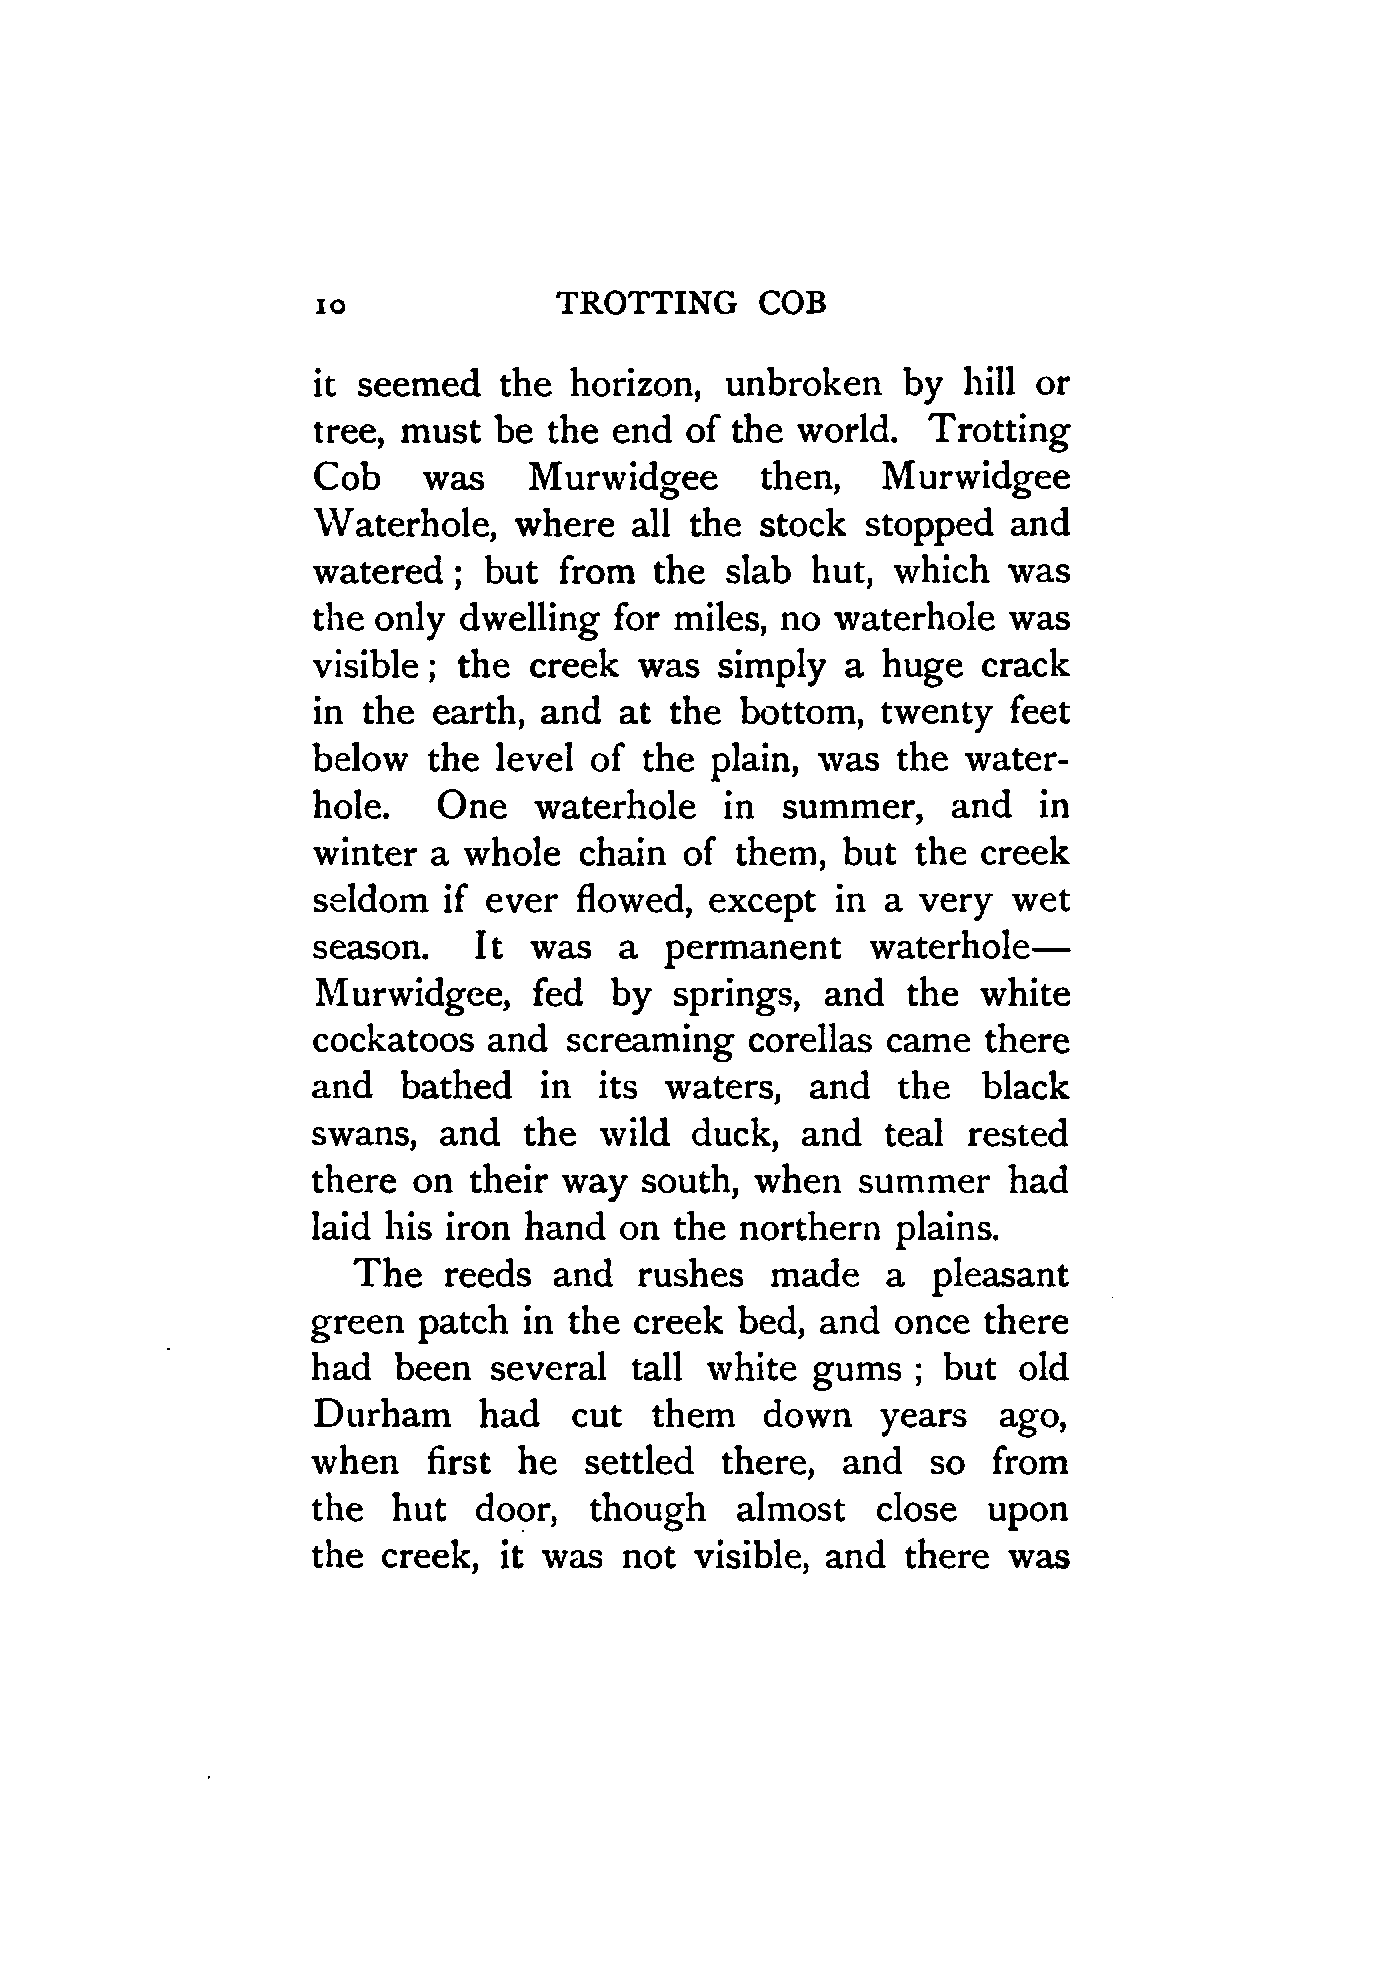 10 TROTTING COB
it seemed the horizon, unbroken by hill or
tree, must be the end of the world. Trotting
Cob was Murwidgee then, Murwidgee
Waterhole, where all the stock stopped and
watered ; but from the slab hut, which was
the only dwelling for miles, no waterhole was
visible ; the creek was simply a huge crack
in the earth, and at the bottom, twenty feet
below the level of the plain, was the water-
hole. One waterhole in summer, and in
winter a whole chain of them, but the creek
seldom if ever flowed, except in a very wet
season. It was a permanent waterhole—
Murwidgee, fed by springs, and the white
cockatoos and screaming corellas came there
and bathed in its waters, and the black
swans, and the wild duck, and teal rested
there on their way south, when summer had
laid his iron hand on the northern plains.
The reeds and rushes made a pleasant
green patch in the creek bed, and once there
had been several tall white gums ; but old
Durham had cut them down years ago,
when first he settled there, and so from
the hut door, though almost close upon
the creek, it was not visible, and there was